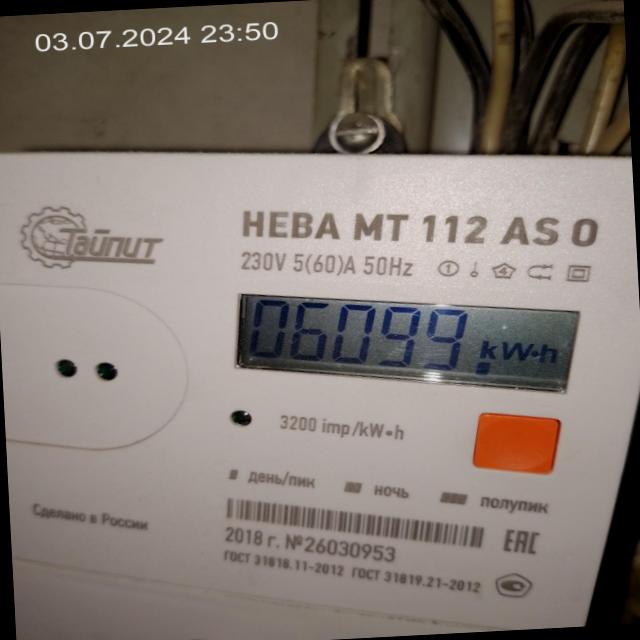 03.07.2024 23:50
Тайпит
НЕВА МТ 112 AS O
230V 5(60)A 50Hz
06099 kW•h
3200 imp/kW•h
день/пик ночь полупик
Сделано в России
2018 г. №26030953
ГОСТ 31818.11-2012 ГОСТ 31819.21-2012
EAC